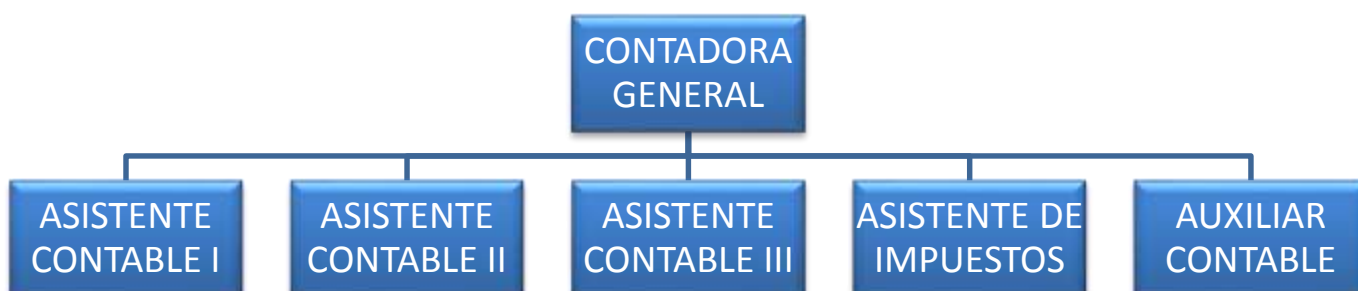 CONTADORA
GENERAL
ASISTENTE
CONTABLE I
ASISTENTE
CONTABLE II
ASISTENTE
CONTABLE III
ASISTENTE DE
IMPUESTOS
AUXILIAR
CONTABLE